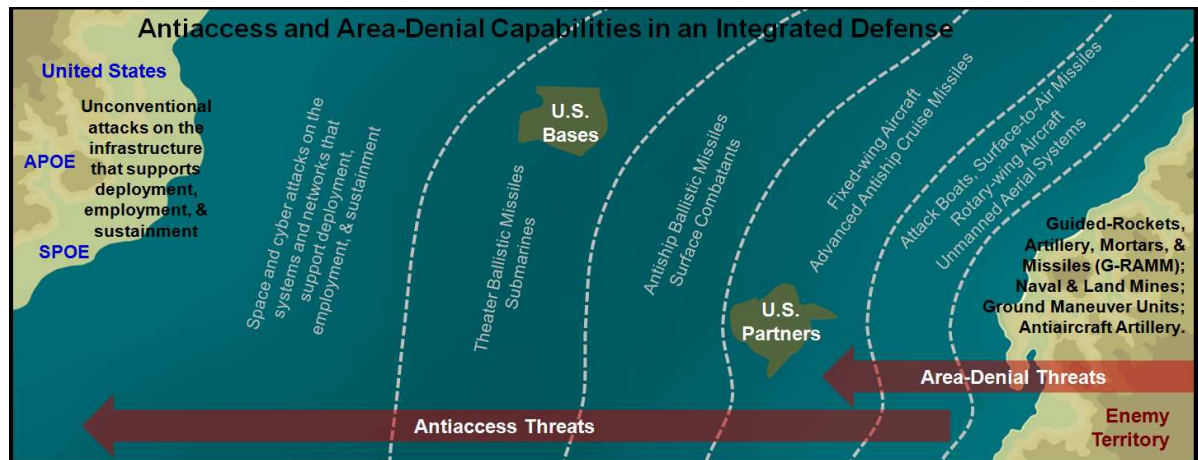 Antiaccess and Area-Denial Capabilities in an Integrated Defense
United States
Unconventional
attacks on the
infrastructure
that supports
deployment,
employment, &
sustainment
APOE
SPOE
Space and cyber attacks on the
systems and networks that
support deployment,
employment, & sustainment
U.S.
Bases
Theater Ballistic Missiles
Submarines
Antiship Ballistic Missiles
Surface Combatants
U.S.
Partners
Fixed-wing Aircraft
Advanced Antiship Cruise Missiles
Attack Boats, Surface-to-Air Missiles
Rotary-wing Aircraft
Unmanned Aerial Systems
Guided-Rockets,
Artillery, Mortars, &
Missiles (G-RAMM);
Naval & Land Mines;
Ground Maneuver Units;
Antiaircraft Artillery.
Area-Denial Threats
Antiaccess Threats
Enemy
Territory